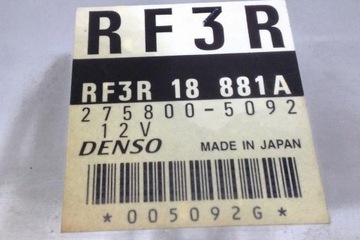 RF3R
RF3R 18 881A
275800-5092
12V
DENSO MADE IN JAPAN
*005092G*